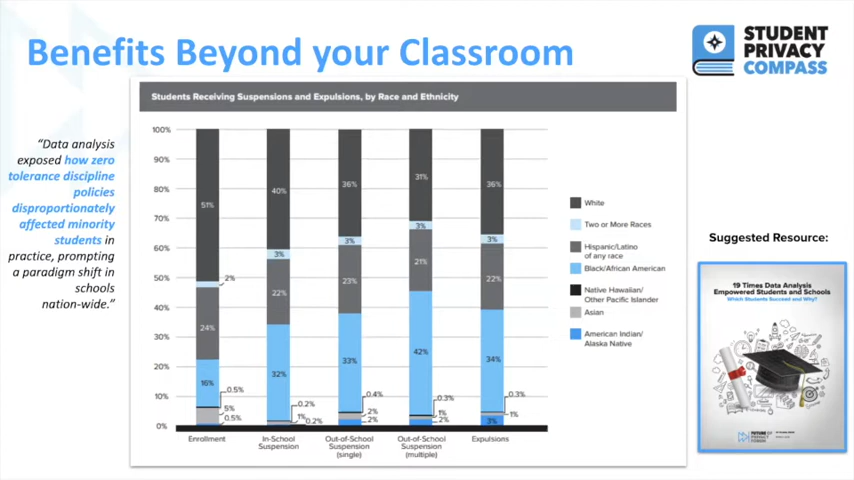 Benefits Beyond your Classroom
STUDENT
PRIVACY
COMPASS
"Data analysis
exposed how zero
tolerance discipline
policies
disproportionately
affected minority
students in
practice, prompting
a paradigm shift in
schools
nation-wide."
Students Receiving Suspensions and Expulsions, by Race and Ethnicity
100%
90%
80%
70%
60%
50%
40%
30%
20%
10%
0%
51%
2%
24%
16%
0.5%
5%
0.5%
Enrollment
40%
3%
22%
32%
0.2%
1%
0.2%
In-School
Suspension
36%
3%
23%
33%
0.4%
2%
2%
Out-of-School
Suspension
(single)
31%
3%
21%
42%
0.3%
1%
2%
Out-of-School
Suspension
(multiple)
36%
3%
22%
34%
0.3%
1%
3%
Expulsions
White
Two or More Races
Hispanic/Latino
of any race
Black/African American
Native Hawaiian/
Other Pacific Islander
Asian
American Indian/
Alaska Native
Suggested Resource:
19 Times Data Analysis
Empowered Students and Schools
Which Students Succeed and Why?
FUTURE OF
PRIVACY
FORUM